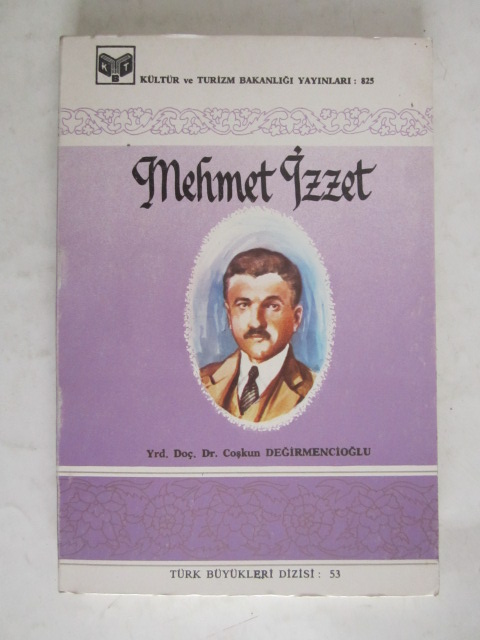 K B T
KÜLTÜR ve TURİZM BAKANLIĞI YAYINLARI : 825
Mehmet İzzet
Yrd. Doç. Dr. Coşkun DEĞİRMENCİOĞLU
TÜRK BÜYÜKLERİ DİZİSİ : 53